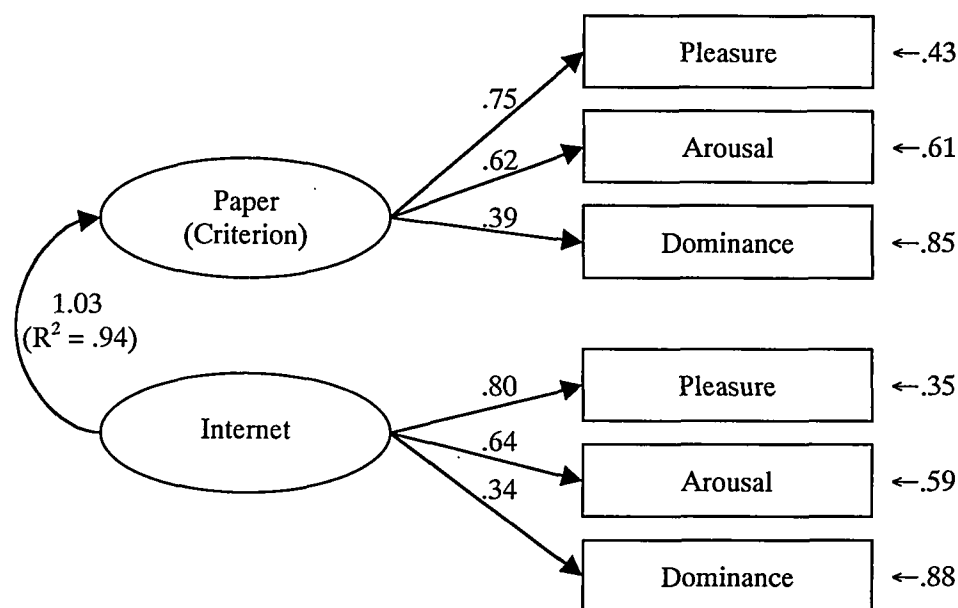 Pleasure
←.43
.75
Arousal
←.61
.62
Paper
(Criterion)
.39
Dominance
←.85
1.03
(R² = .94)
Pleasure
←.35
.80
Internet
.64
Arousal
←.59
.34
Dominance
←.88